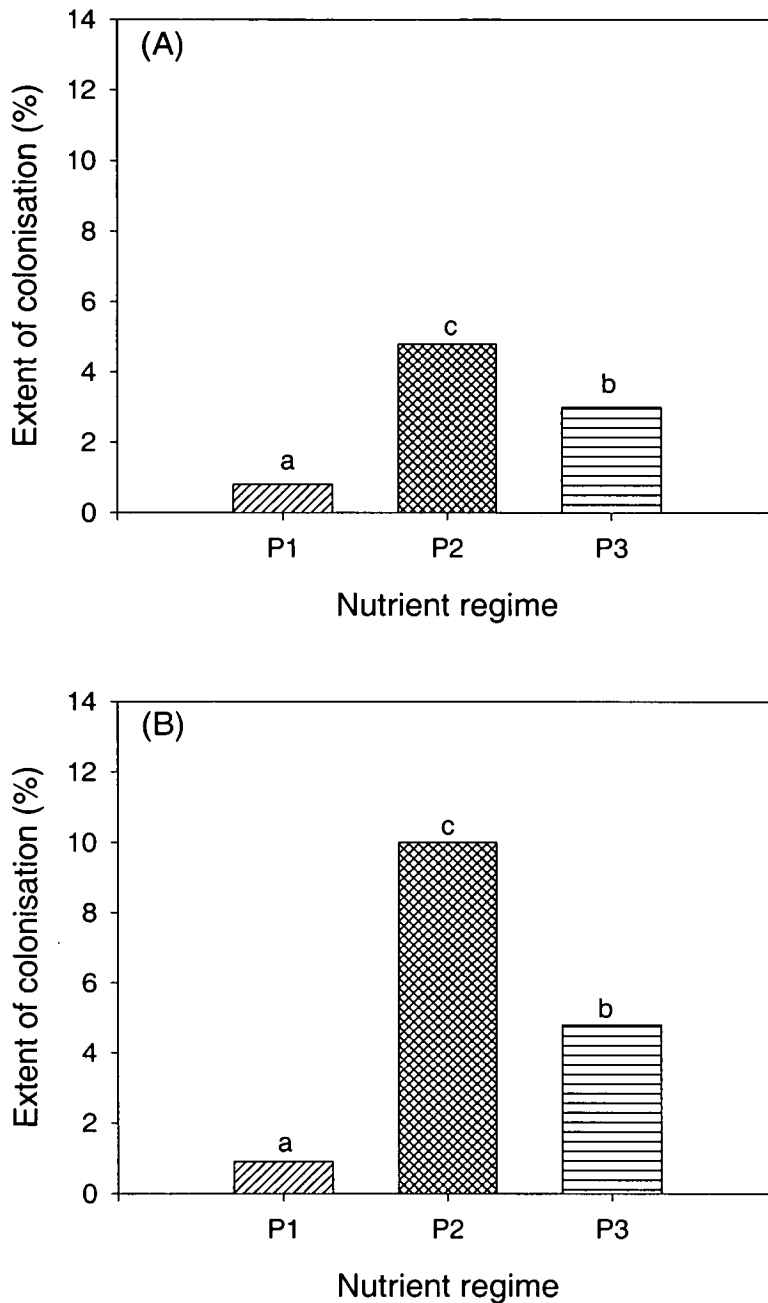 (A)
Extent of colonisation (%)
14
12
10
8
6
4
2
0
a
c
b
P1 P2 P3
Nutrient regime
(B)
Extent of colonisation (%)
14
12
10
8
6
4
2
0
a
c
b
P1 P2 P3
Nutrient regime